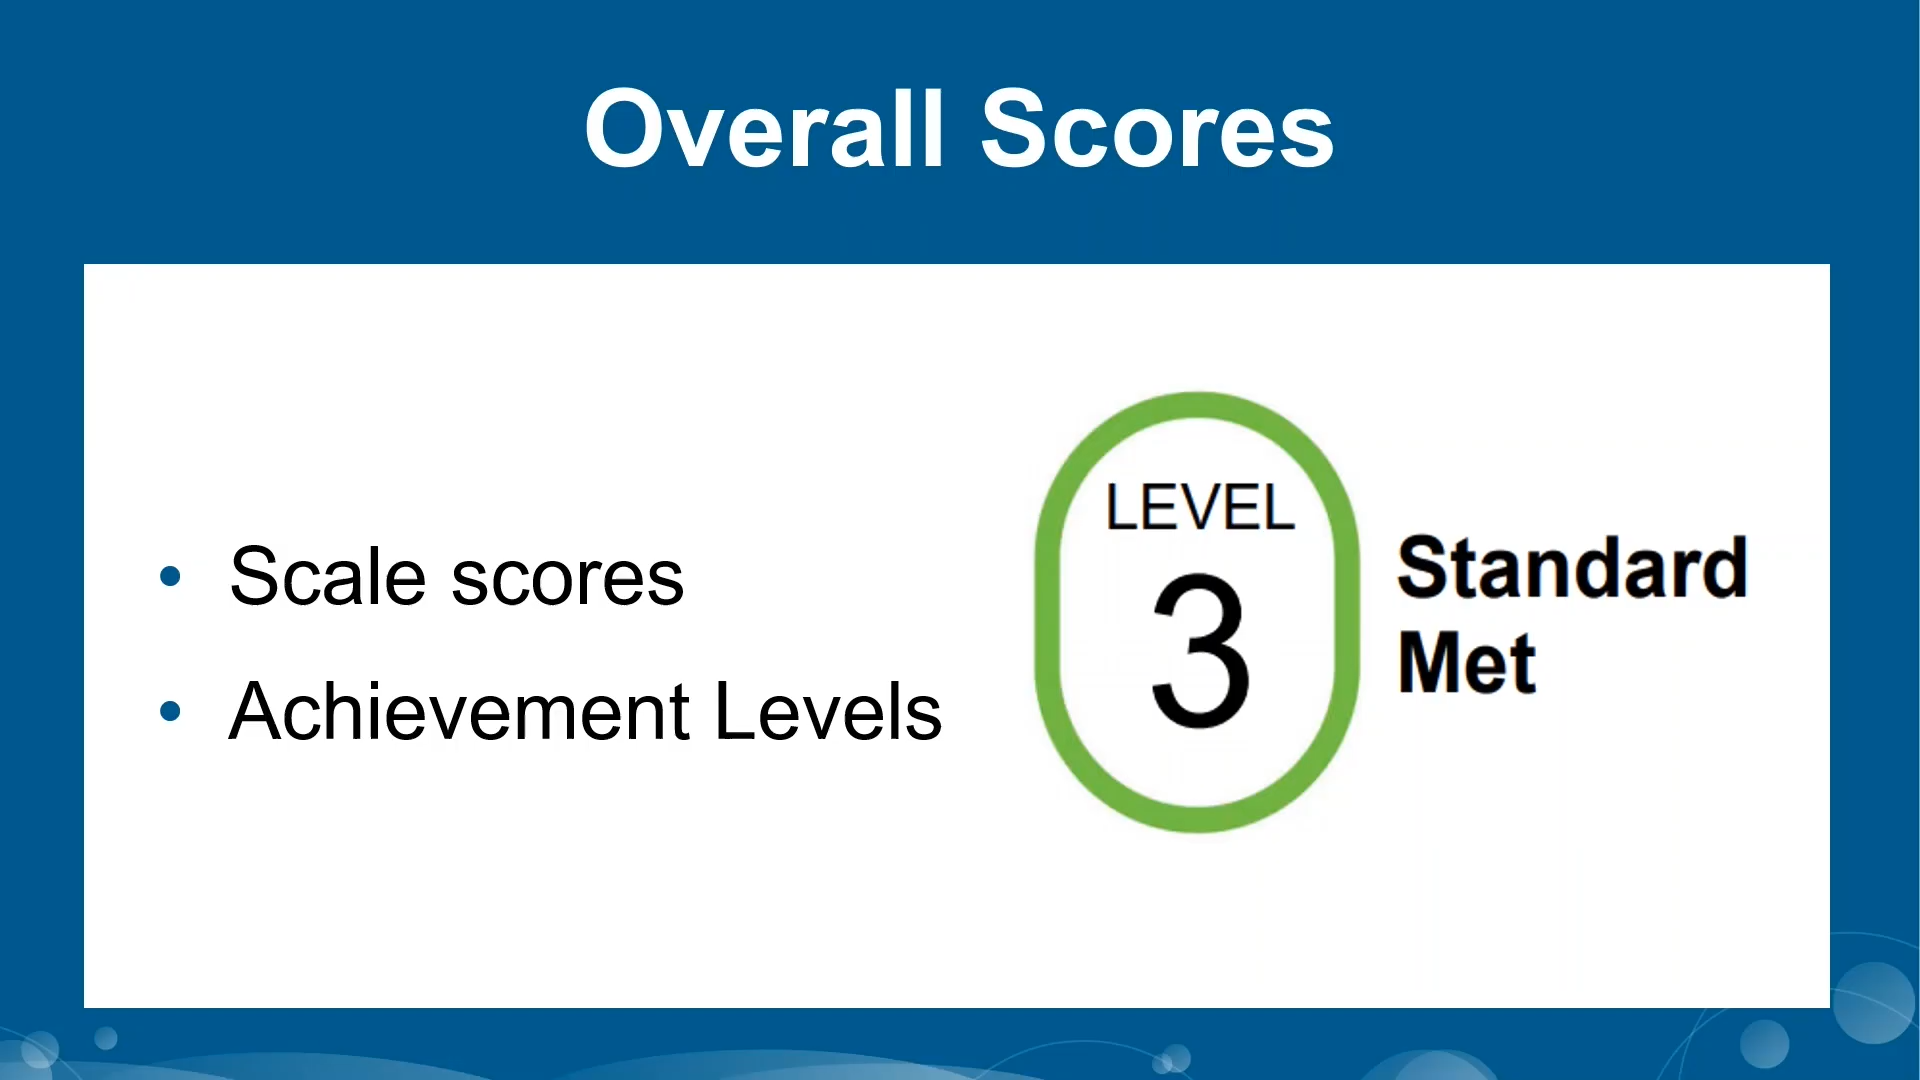 Overall Scores
• Scale scores
• Achievement Levels
LEVEL
3
Standard
Met